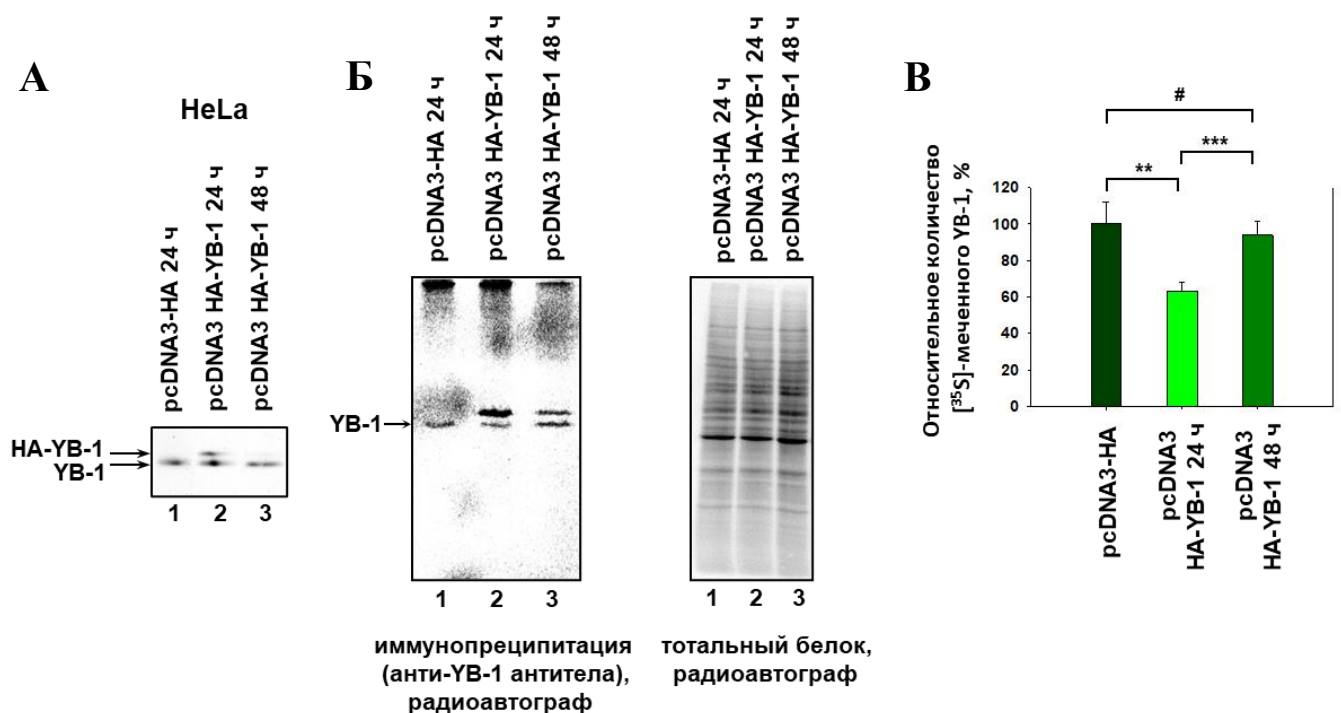 А
HeLa
pcDNA3-HA 24 ч
pcDNA3 HA-YB-1 24 ч
pcDNA3 HA-YB-1 48 ч
HA-YB-1
YB-1
1 2 3
Б
pcDNA3-HA 24 ч
pcDNA3 HA-YB-1 24 ч
pcDNA3 HA-YB-1 48 ч
YB-1
1 2 3
иммунопреципитация
(анти-YB-1 антитела),
радиоавтограф
pcDNA3-HA 24 ч
pcDNA3 HA-YB-1 24 ч
pcDNA3 HA-YB-1 48 ч
1 2 3
тотальный белок,
радиоавтограф
В
#
** ***
Относительное количество
[³⁵S]-меченного YB-1, %
120
100
80
60
40
20
0
pcDNA3-HA
pcDNA3
HA-YB-1 24 ч
pcDNA3
HA-YB-1 48 ч